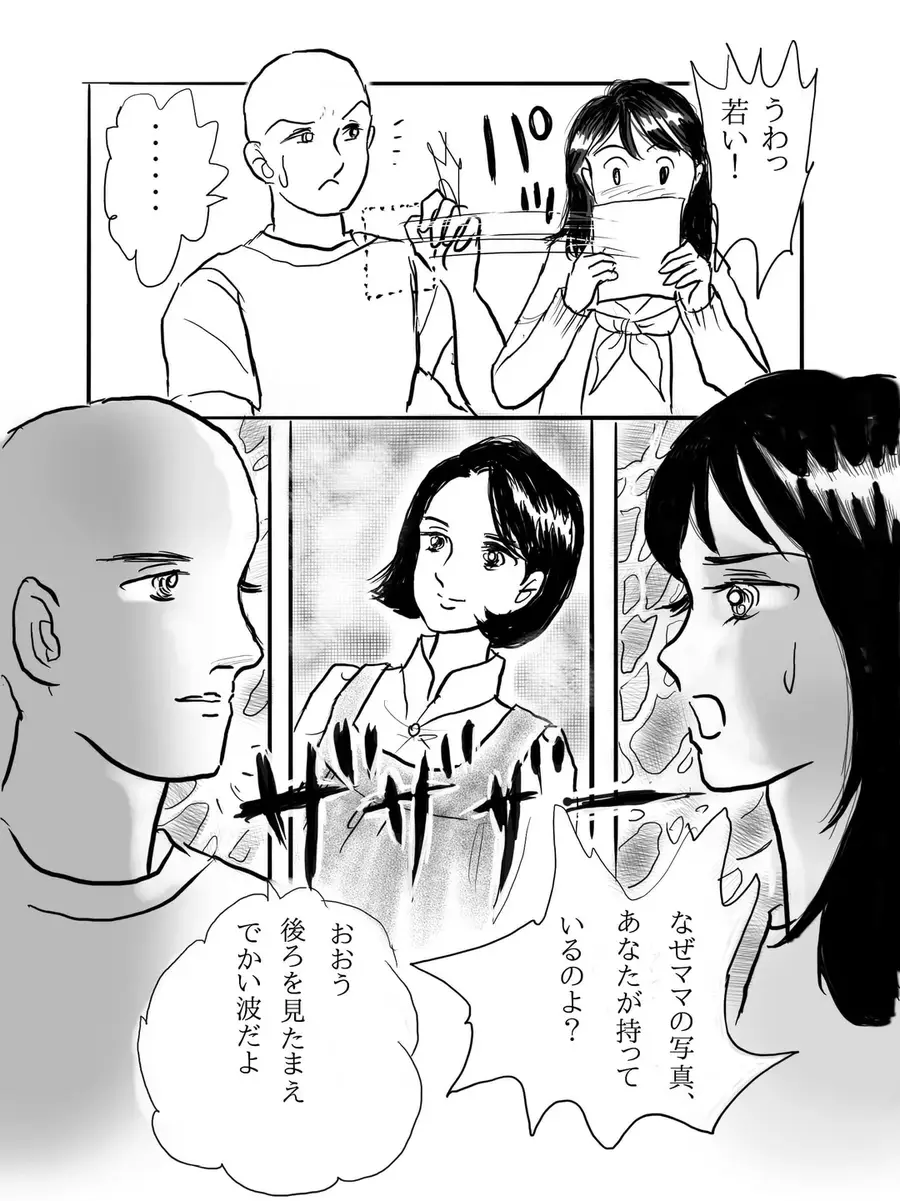 うわっ
若い！
パッ
・・・・・・
なぜママの写真、
あなたが持って
いるのよ？
ザザザー
おおう
後ろを見たまえ
でかい波だよ